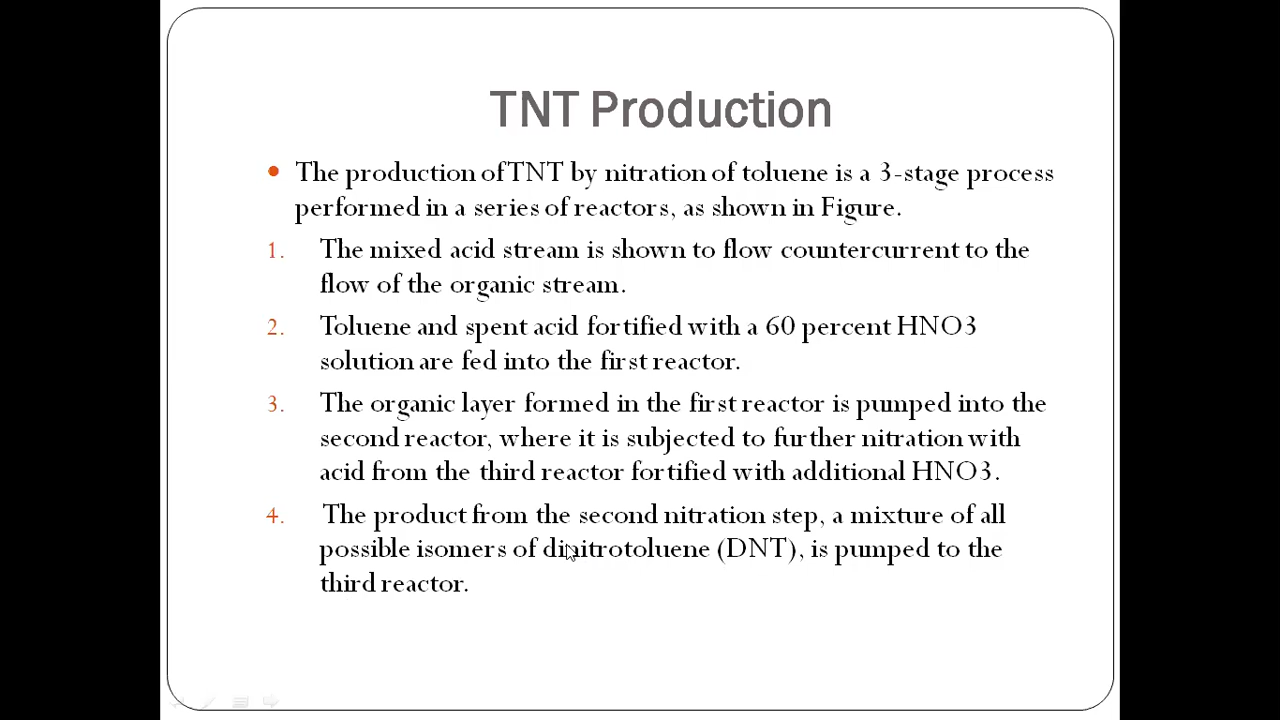 TNT Production
• The production of TNT by nitration of toluene is a 3-stage process
performed in a series of reactors, as shown in Figure.
1. The mixed acid stream is shown to flow countercurrent to the
flow of the organic stream.
2. Toluene and spent acid fortified with a 60 percent HNO3
solution are fed into the first reactor.
3. The organic layer formed in the first reactor is pumped into the
second reactor, where it is subjected to further nitration with
acid from the third reactor fortified with additional HNO3.
4. The product from the second nitration step, a mixture of all
possible isomers of dinitrotoluene (DNT), is pumped to the
third reactor.